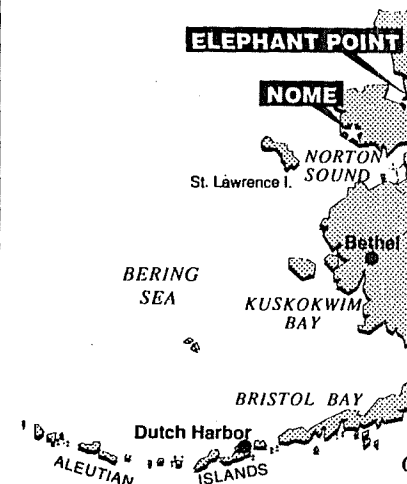 ELEPHANT POINT
NOME
NORTON
SOUND
St. Lawrence I.
Bethel
BERING
SEA
KUSKOKWIM
BAY
BRISTOL BAY
Dutch Harbor
ALEUTIAN
ISLANDS